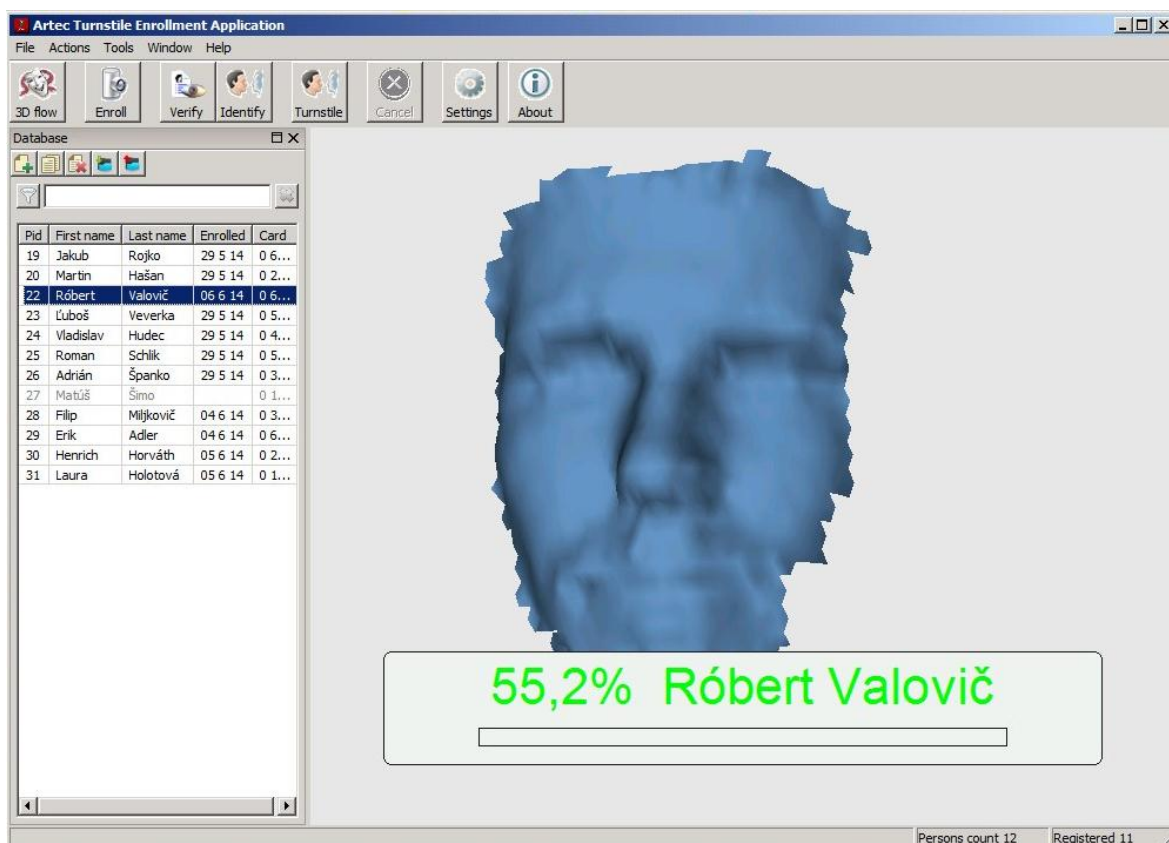 Artec Turnstile Enrollment Application
File Actions Tools Window Help
3D flow Enroll Verify Identify Turnstile Cancel Settings About
Database
Pid First name Last name Enrolled Card
19 Jakub Rojko 29 5 14 0 6...
20 Martin Hašan 29 5 14 0 2...
22 Róbert Valovič 06 6 14 0 6...
23 Ľuboš Veverka 29 5 14 0 5...
24 Vladislav Hudec 29 5 14 0 4...
25 Roman Schlik 29 5 14 0 5...
26 Adrián Španko 29 5 14 0 3...
27 Matúš Šimo 0 1...
28 Filip Miljkovič 04 6 14 0 3...
29 Erik Adler 04 6 14 0 6...
30 Henrich Horváth 05 6 14 0 2...
31 Laura Holotová 05 6 14 0 1...
55,2% Róbert Valovič
Persons count 12 Registered 11